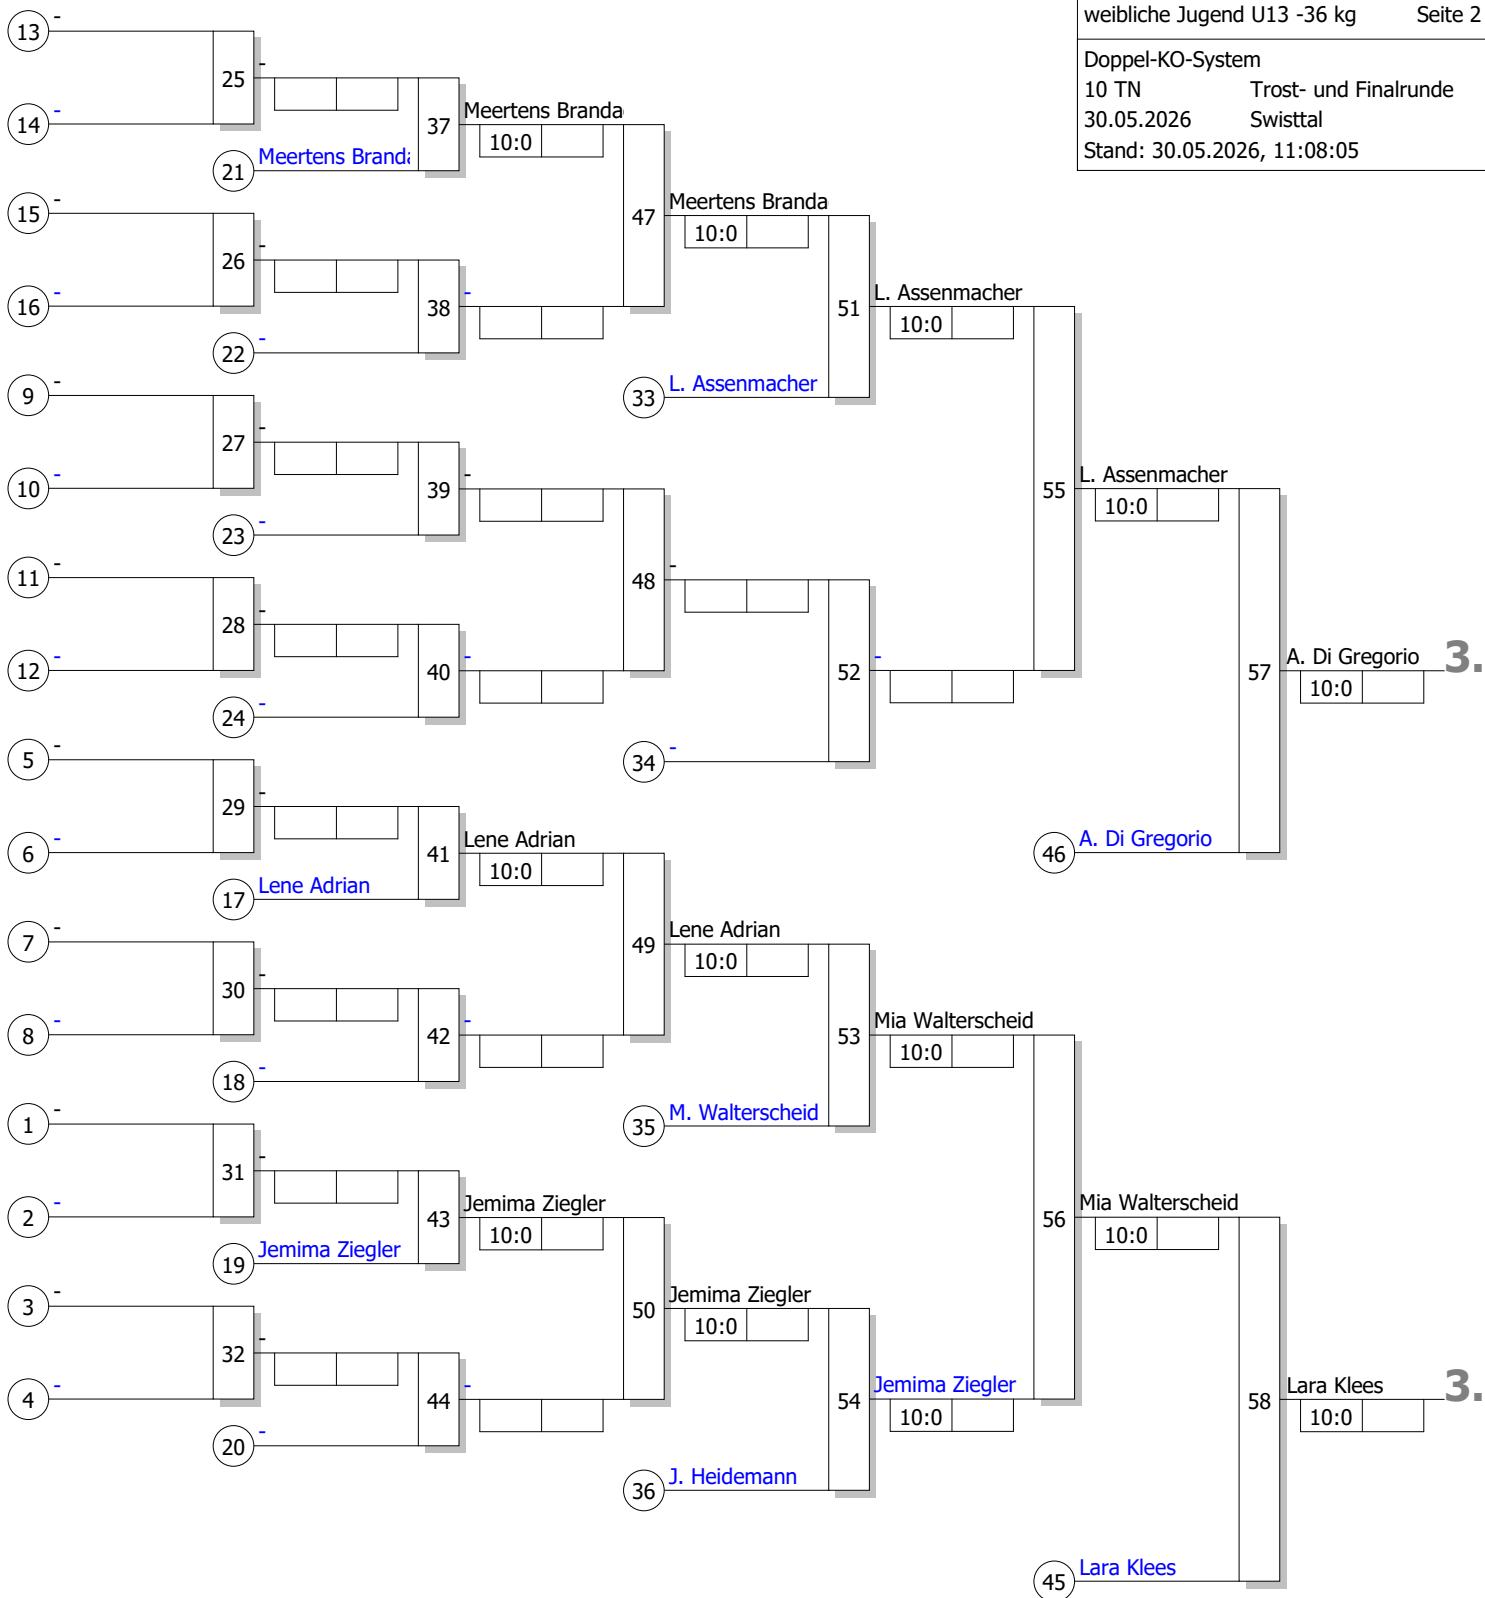 weibliche Jugend U13 -36 kg Seite 2
Doppel-KO-System
10 TN Trost- und Finalrunde
30.05.2026 Swisttal
Stand: 30.05.2026, 11:08:05
13 -
25 -
14 -
37 Meertens Branda
10:0
21 Meertens Branda
15 -
47 Meertens Branda
10:0
26 -
16 -
38 -
22 -
51 L. Assenmacher
10:0
9 -
33 L. Assenmacher
27 -
10 -
39 -
23 -
55 L. Assenmacher
10:0
11 -
48 -
28 -
12 -
40 -
24 -
52 -
57 A. Di Gregorio 3.
10:0
5 -
34 -
29 -
6 -
41 Lene Adrian
10:0
17 Lene Adrian
46 A. Di Gregorio
7 -
49 Lene Adrian
10:0
30 -
8 -
42 -
18 -
53 Mia Walterscheid
10:0
1 -
35 M. Walterscheid
31 -
2 -
43 Jemima Ziegler
10:0
19 Jemima Ziegler
56 Mia Walterscheid
10:0
3 -
50 Jemima Ziegler
10:0
32 -
4 -
44 -
20 -
54 Jemima Ziegler
10:0
58 Lara Klees 3.
10:0
36 J. Heidemann
45 Lara Klees